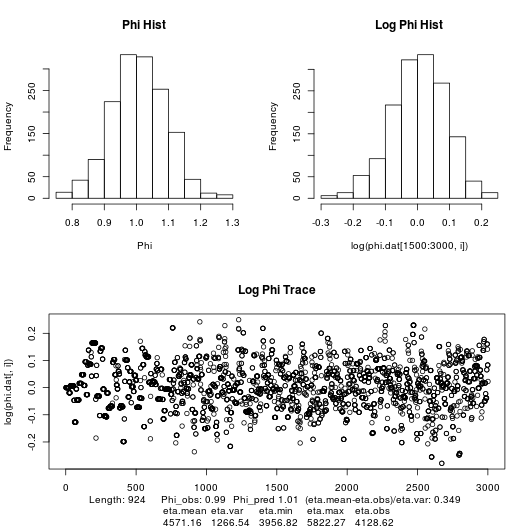 Phi Hist
Log Phi Hist
Frequency
0
50
150
250
0.8 0.9 1.0 1.1 1.2 1.3
Phi
Frequency
0
50
150
250
-0.3 -0.2 -0.1 0.0 0.1 0.2
log(phi.dat[1500:3000, i])
Log Phi Trace
log(phi.dat[, i])
-0.2 -0.1 0.0 0.1 0.2
0 500 1000 1500 2000 2500 3000
Length: 924 Phi_obs: 0.99 Phi_pred 1.01 (eta.mean-eta.obs)/eta.var: 0.349
eta.mean eta.var eta.min eta.max eta.obs
4571.16 1266.54 3956.82 5822.27 4128.62